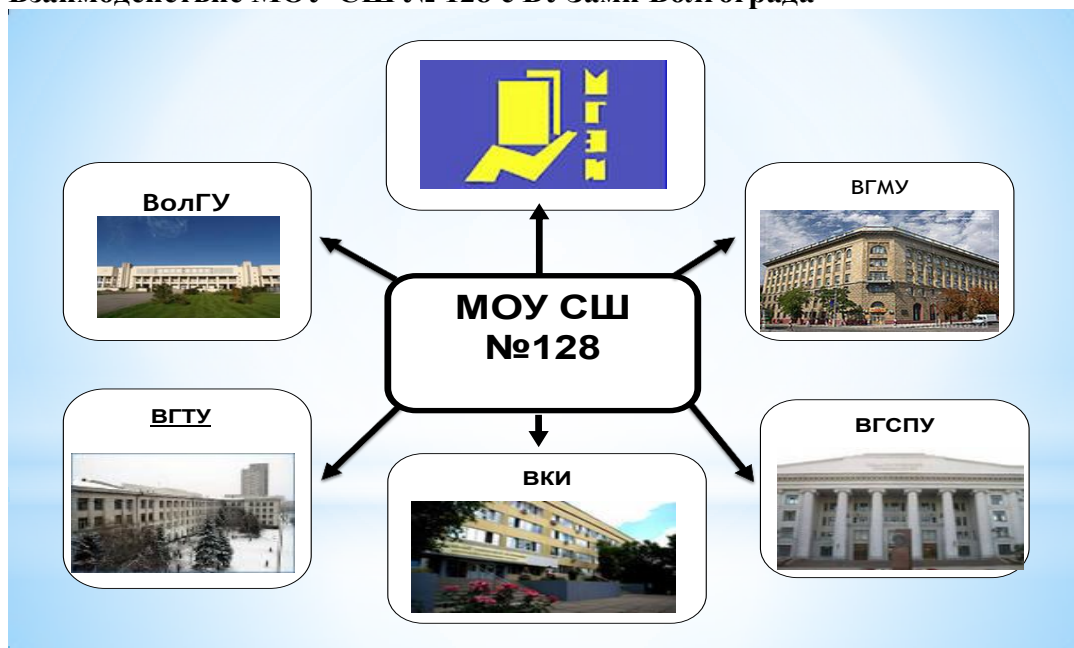 Взаимодействие МОУ СШ № 128 с ВУЗами Волгограда
МГЭИ
ВолГУ
ВГМУ
МОУ СШ
№128
ВГТУ
ВГСПУ
ВКИ